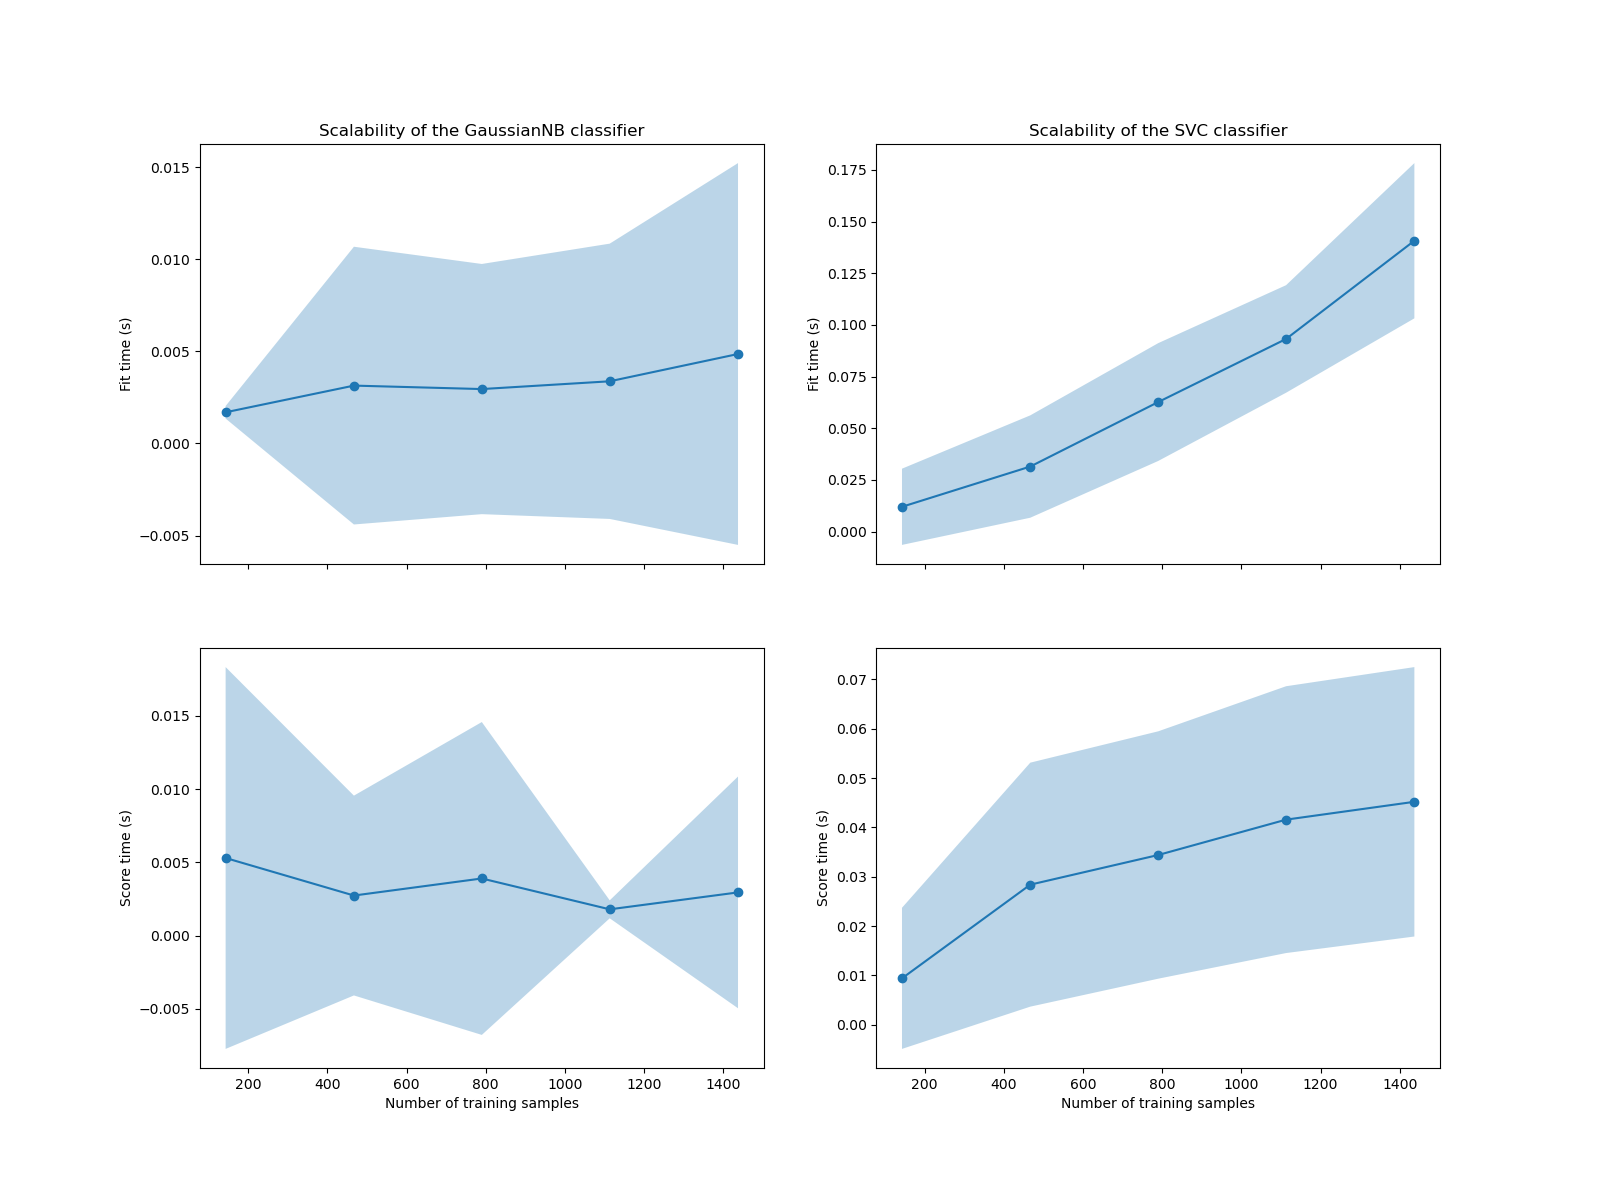 Scalability of the GaussianNB classifier
Fit time (s)
0.015
0.010
0.005
0.000
−0.005
Scalability of the SVC classifier
Fit time (s)
0.175
0.150
0.125
0.100
0.075
0.050
0.025
0.000
Score time (s)
0.015
0.010
0.005
0.000
−0.005
200 400 600 800 1000 1200 1400
Number of training samples
Score time (s)
0.07
0.06
0.05
0.04
0.03
0.02
0.01
0.00
200 400 600 800 1000 1200 1400
Number of training samples